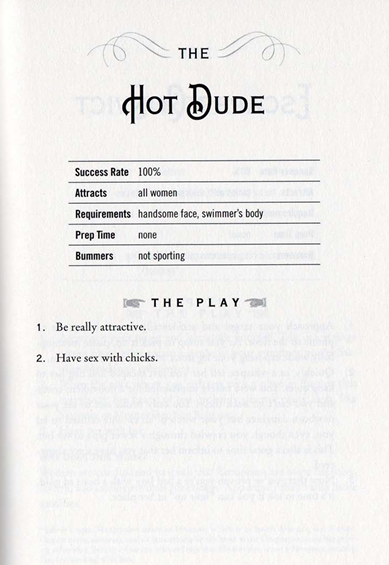 THE
HOT DUDE
Success Rate 100%
Attracts all women
Requirements handsome face, swimmer's body
Prep Time none
Bummers not sporting
THE PLAY
1. Be really attractive.
2. Have sex with chicks.